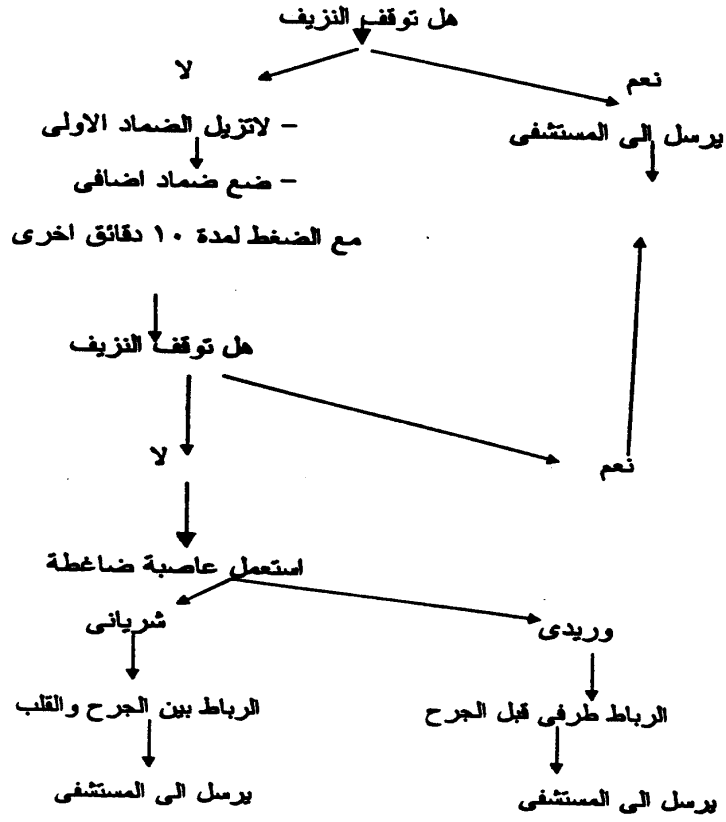 هل توقف النزيف
لا
نعم
– لاتزيل الضماد الاولى
يرسل الى المستشفى
– ضع ضماد اضافى
مع الضغط لمدة ١٠ دقائق اخرى
هل توقف النزيف
لا
نعم
استعمل عاصبة ضاغطة
شريانى
وريدى
الرباط بين الجرح والقلب
الرباط طرفى قبل الجرح
يرسل الى المستشفى
يرسل الى المستشفى